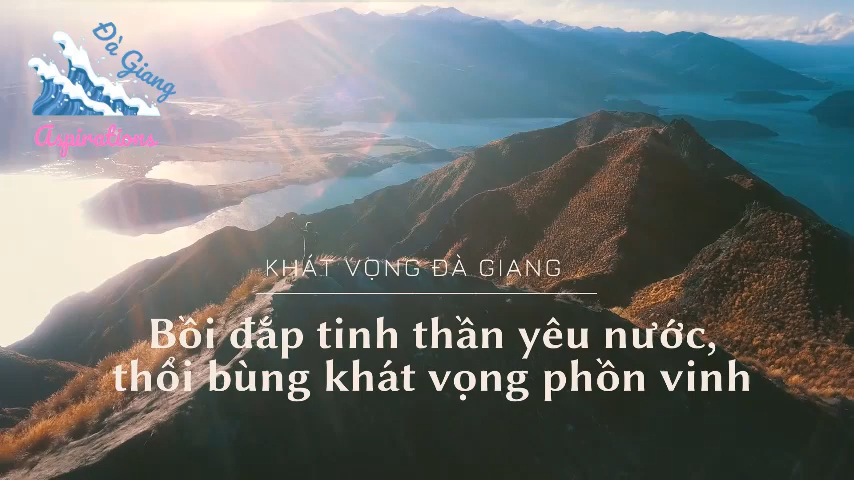 Đà Giang
Aspirations
KHÁT VỌNG ĐÀ GIANG
Bồi đắp tinh thần yêu nước,
thổi bùng khát vọng phồn vinh